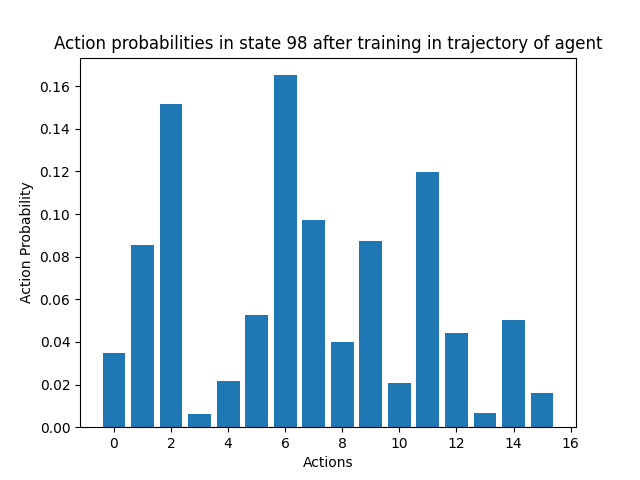 Action probabilities in state 98 after training in trajectory of agent
0.16
0.14
0.12
0.10
0.08
0.06
0.04
0.02
0.00
Action Probability
0 2 4 6 8 10 12 14 16
Actions